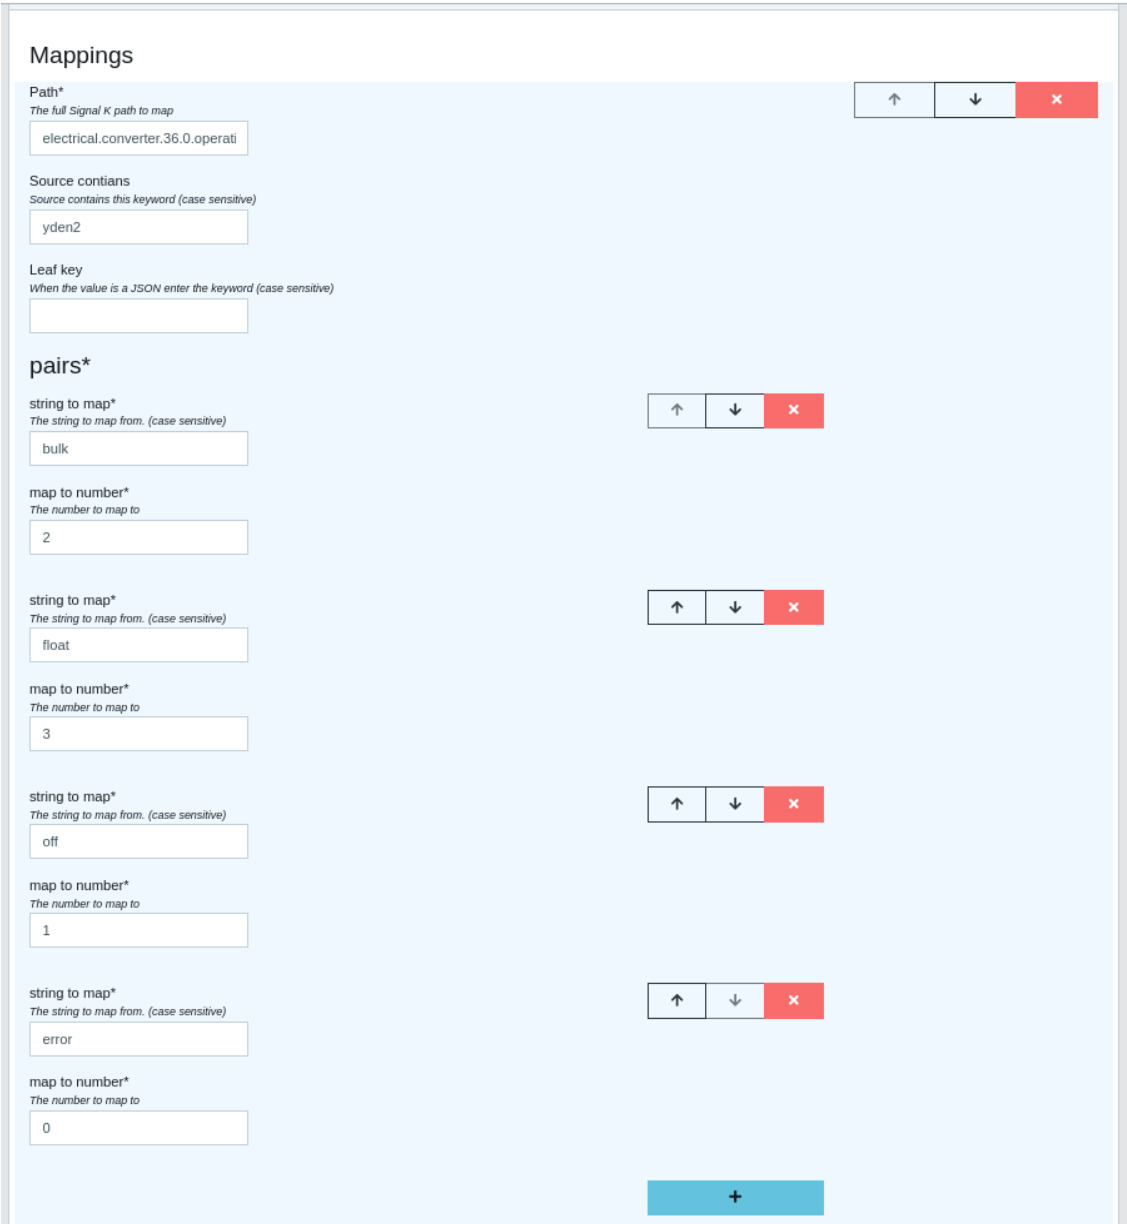 Mappings
Path*
The full Signal K path to map
electrical.converter.36.0.operati
Source contians
Source contains this keyword (case sensitive)
yden2
Leaf key
When the value is a JSON enter the keyword (case sensitive)
pairs*
string to map*
The string to map from. (case sensitive)
bulk
map to number*
The number to map to
2
string to map*
The string to map from. (case sensitive)
float
map to number*
The number to map to
3
string to map*
The string to map from. (case sensitive)
off
map to number*
The number to map to
1
string to map*
The string to map from. (case sensitive)
error
map to number*
The number to map to
0